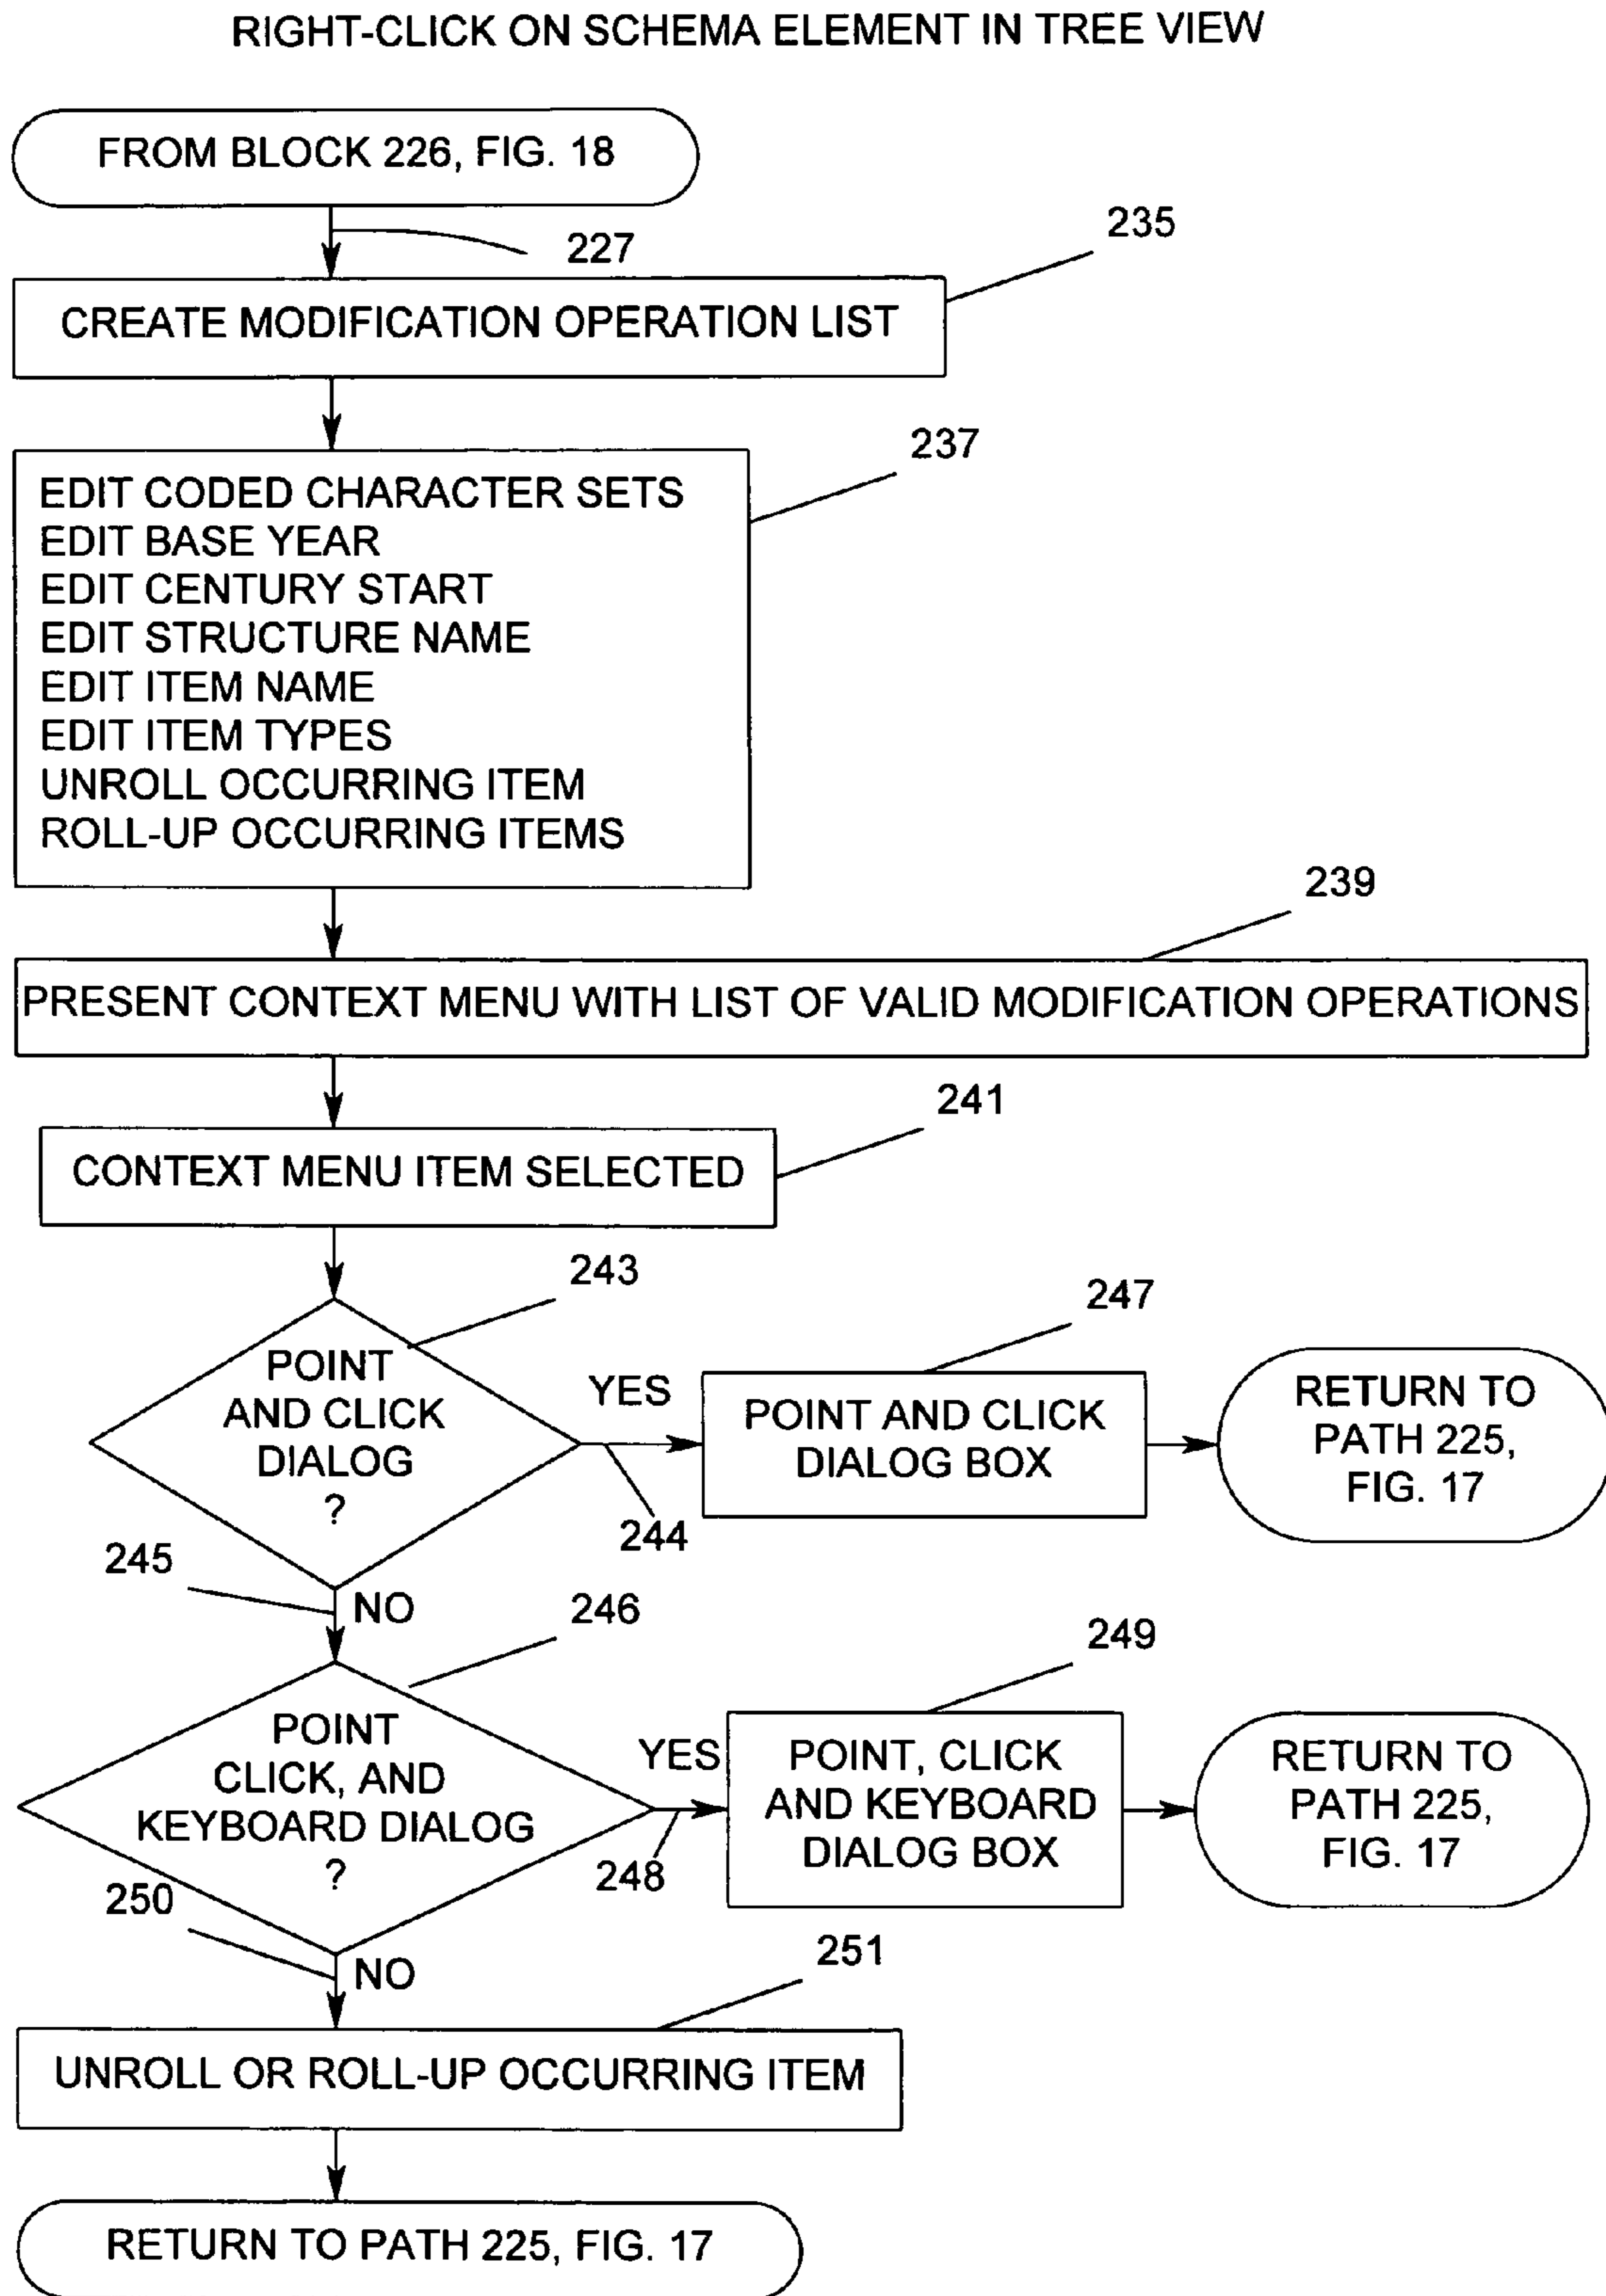 RIGHT-CLICK ON SCHEMA ELEMENT IN TREE VIEW
FROM BLOCK 226, FIG. 18
227
235
CREATE MODIFICATION OPERATION LIST
237
EDIT CODED CHARACTER SETS
EDIT BASE YEAR
EDIT CENTURY START
EDIT STRUCTURE NAME
EDIT ITEM NAME
EDIT ITEM TYPES
UNROLL OCCURRING ITEM
ROLL-UP OCCURRING ITEMS
239
PRESENT CONTEXT MENU WITH LIST OF VALID MODIFICATION OPERATIONS
241
CONTEXT MENU ITEM SELECTED
243
POINT
AND CLICK
DIALOG
?
YES
244
247
POINT AND CLICK
DIALOG BOX
RETURN TO
PATH 225,
FIG. 17
245
NO
246
POINT
CLICK, AND
KEYBOARD DIALOG
?
YES
248
249
POINT, CLICK
AND KEYBOARD
DIALOG BOX
RETURN TO
PATH 225,
FIG. 17
250
NO
251
UNROLL OR ROLL-UP OCCURRING ITEM
RETURN TO PATH 225, FIG. 17